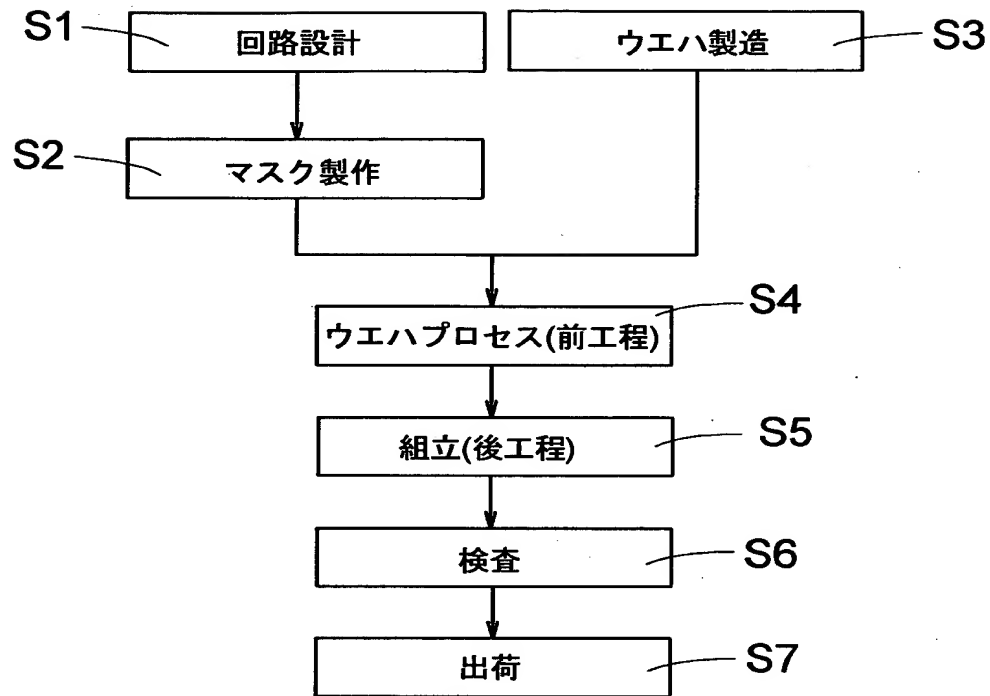 S1
回路設計
ウエハ製造
S3
S2
マスク製作
S4
ウエハプロセス(前工程)
組立(後工程)
S5
検査
S6
出荷
S7